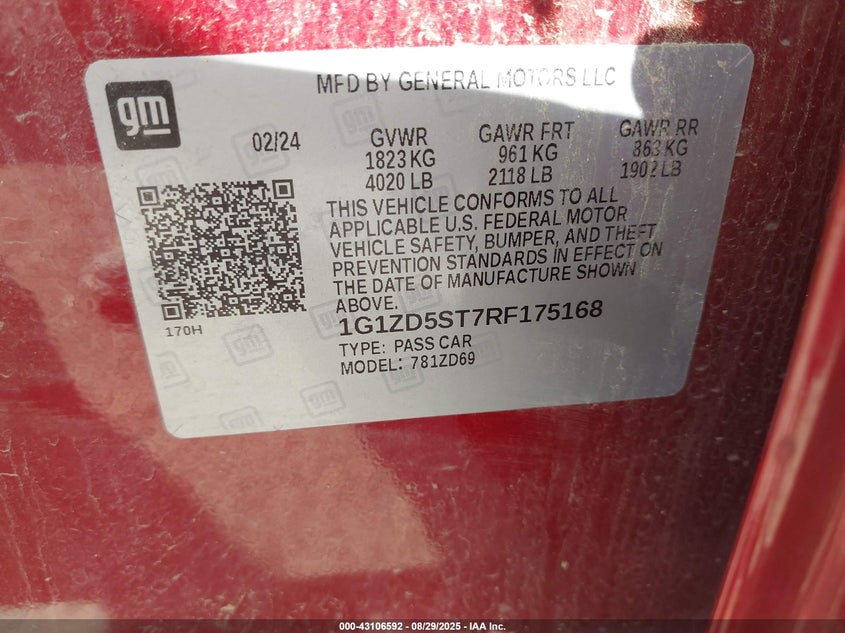 MFD BY GENERAL MOTORS LLC
gm
02/24 GVWR GAWR FRT GAWR RR
1823 KG 961 KG 863 KG
4020 LB 2118 LB 1902 LB
THIS VEHICLE CONFORMS TO ALL
APPLICABLE U.S. FEDERAL MOTOR
VEHICLE SAFETY, BUMPER, AND THEFT
PREVENTION STANDARDS IN EFFECT ON
THE DATE OF MANUFACTURE SHOWN
ABOVE.
170H
1G1ZD5ST7RF175168
TYPE: PASS CAR
MODEL: 781ZD69
000-43106592 - 08/29/2025 - IAA Inc.